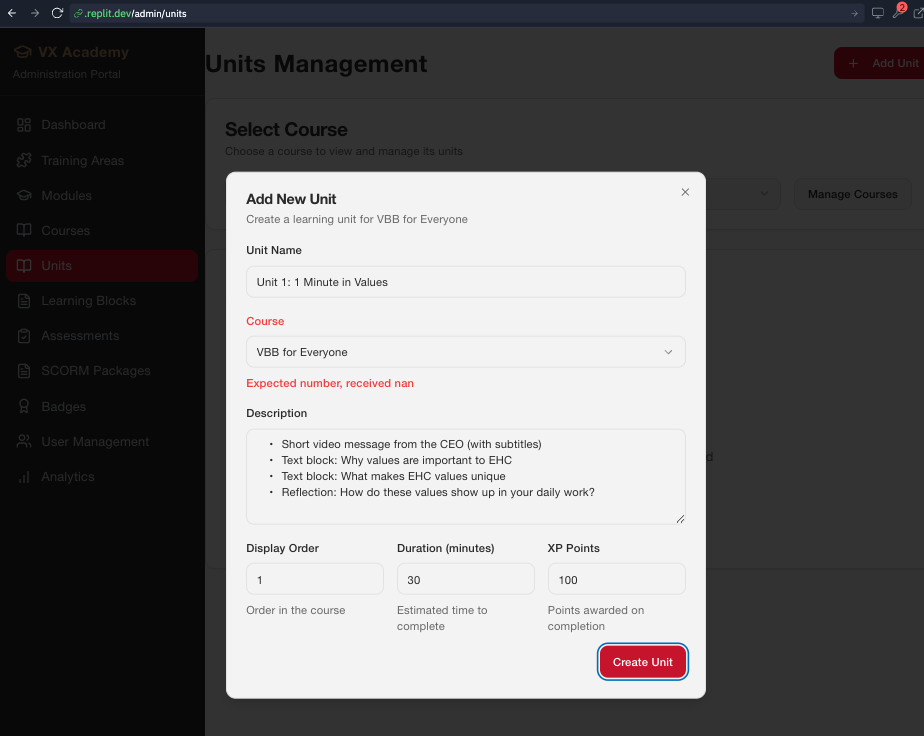 .replit.dev/admin/units
2
VX Academy
Administration Portal
Dashboard
Training Areas
Modules
Courses
Units
Learning Blocks
Assessments
SCORM Packages
Badges
User Management
Analytics
Units Management
+ Add Unit
Select Course
Choose a course to view and manage its units
Manage Courses
Add New Unit
Create a learning unit for VBB for Everyone
Unit Name
Unit 1: 1 Minute in Values
Course
VBB for Everyone
Expected number, received nan
Description
• Short video message from the CEO (with subtitles)
• Text block: Why values are important to EHC
• Text block: What makes EHC values unique
• Reflection: How do these values show up in your daily work?
Display Order Duration (minutes) XP Points
1 30 100
Order in the course Estimated time to Points awarded on
complete completion
Create Unit